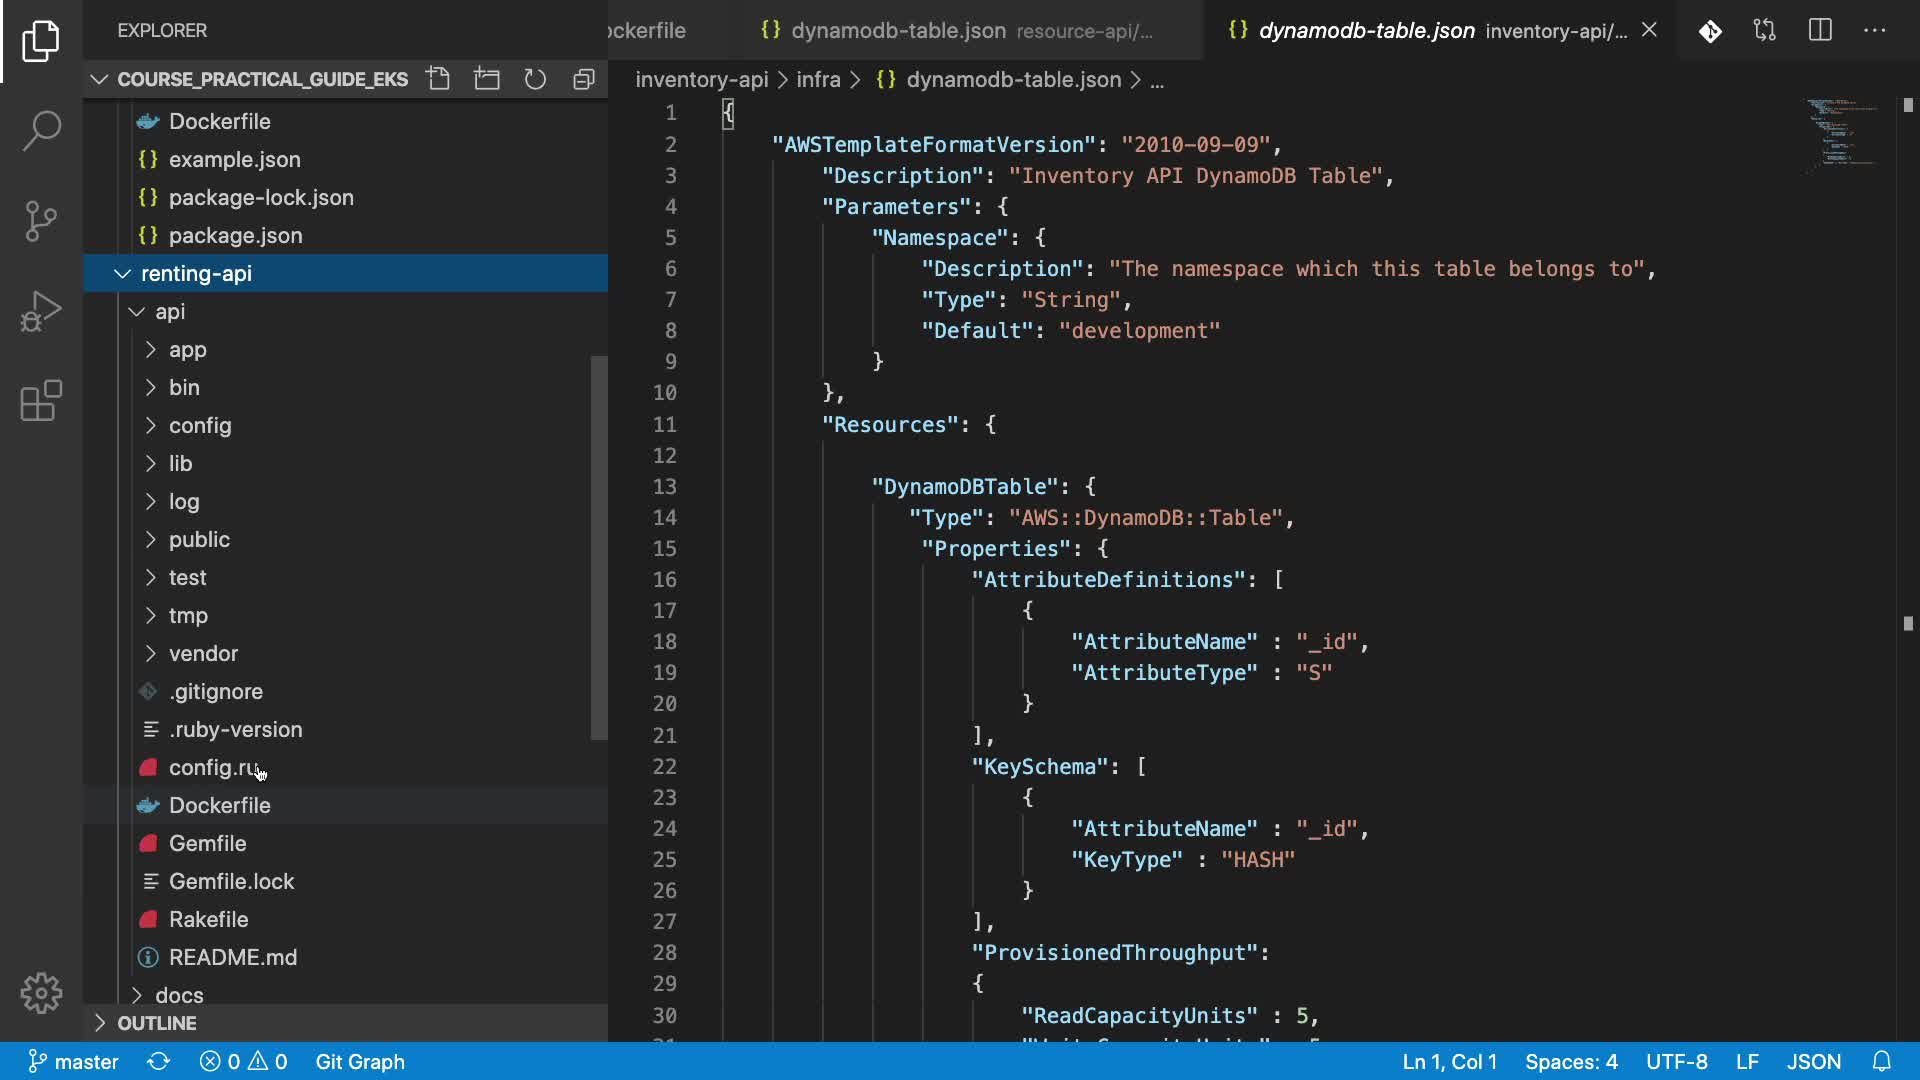 EXPLORER
COURSE_PRACTICAL_GUIDE_EKS
Dockerfile
{} example.json
{} package-lock.json
{} package.json
renting-api
api
app
bin
config
lib
log
public
test
tmp
vendor
.gitignore
.ruby-version
config.ru
Dockerfile
Gemfile
Gemfile.lock
Rakefile
README.md
docs
OUTLINE
ockerfile
{} dynamodb-table.json resource-api/...
{} dynamodb-table.json inventory-api/...
inventory-api > infra > {} dynamodb-table.json > ...
1 {
2 "AWSTemplateFormatVersion": "2010-09-09",
3 "Description": "Inventory API DynamoDB Table",
4 "Parameters": {
5 "Namespace": {
6 "Description": "The namespace which this table belongs to",
7 "Type": "String",
8 "Default": "development"
9 }
10 },
11 "Resources": {
12
13 "DynamoDBTable": {
14 "Type": "AWS::DynamoDB::Table",
15 "Properties": {
16 "AttributeDefinitions": [
17 {
18 "AttributeName" : "_id",
19 "AttributeType" : "S"
20 }
21 ],
22 "KeySchema": [
23 {
24 "AttributeName" : "_id",
25 "KeyType" : "HASH"
26 }
27 ],
28 "ProvisionedThroughput":
29 {
30 "ReadCapacityUnits" : 5,
master
0 0
Git Graph
Ln 1, Col 1
Spaces: 4
UTF-8
LF
JSON